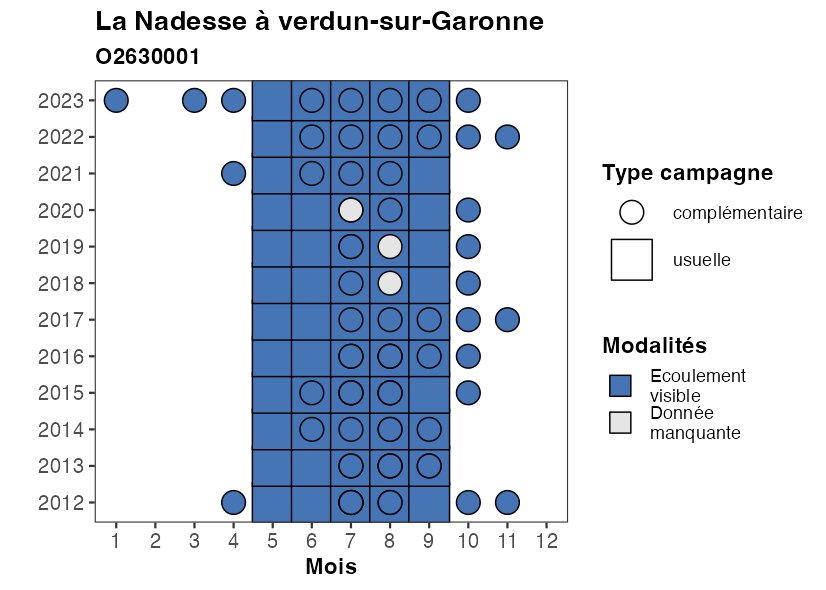 La Nadesse à verdun-sur-Garonne
O2630001
2023
2022
2021
2020
2019
2018
2017
2016
2015
2014
2013
2012
1 2 3 4 5 6 7 8 9 10 11 12
Mois
Type campagne
complémentaire
usuelle
Modalités
Ecoulement
visible
Donnée
manquante